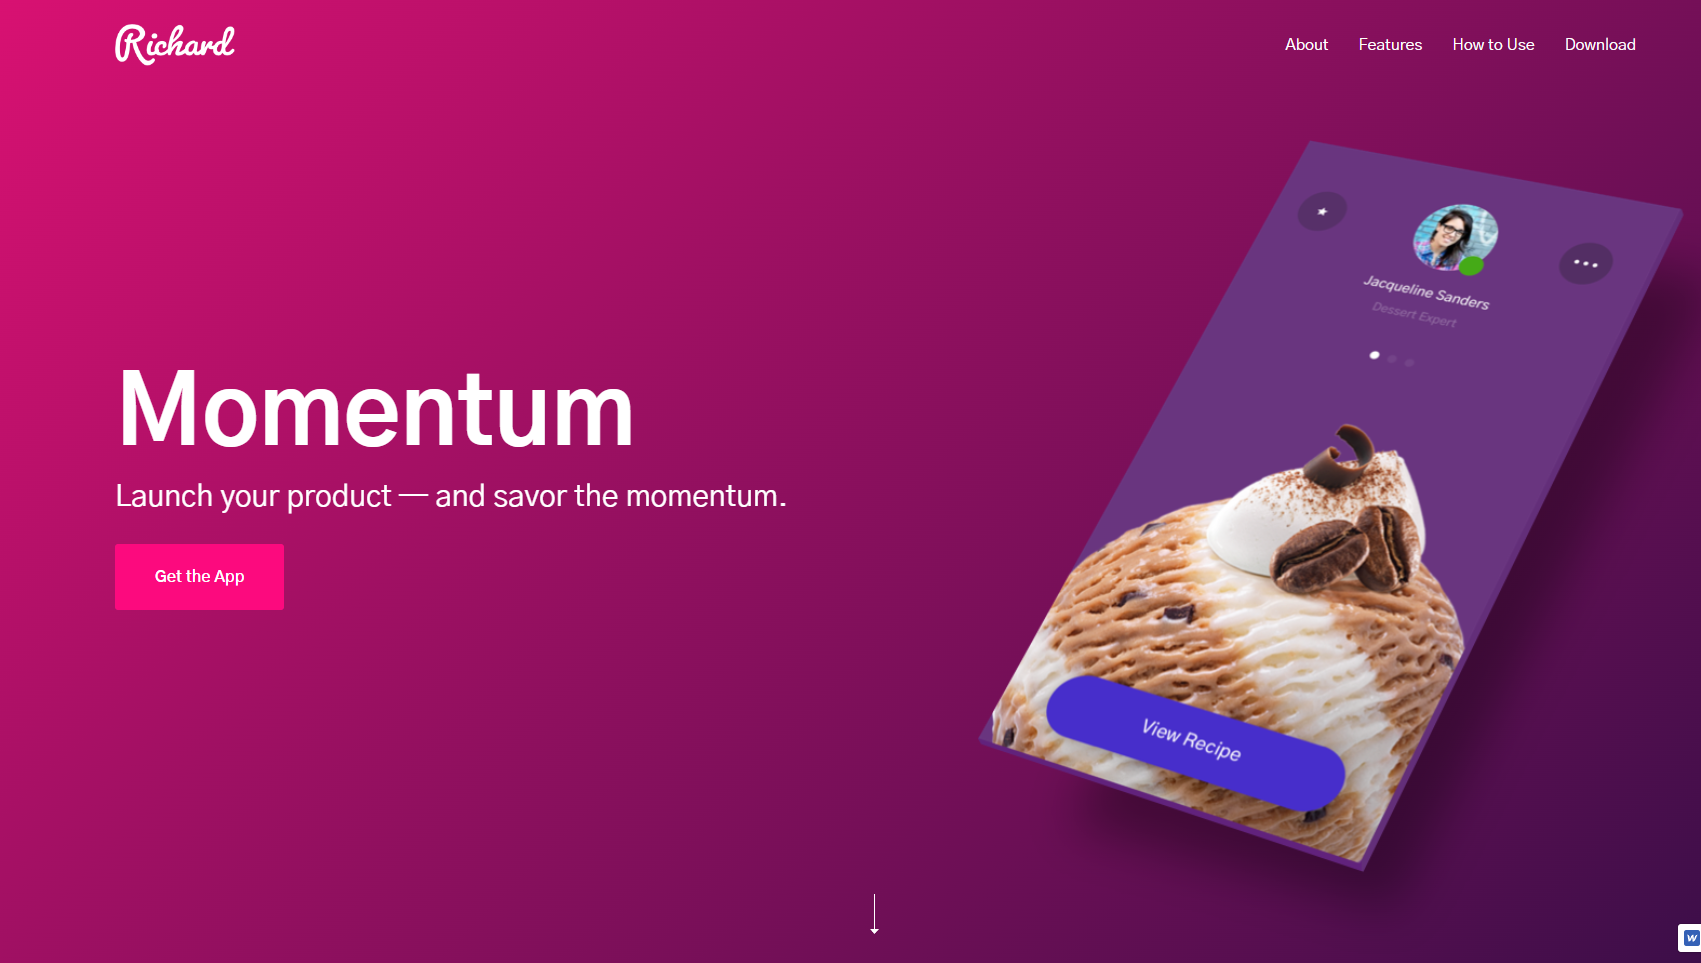 Richard
About
Features
How to Use
Download
Jacqueline Sanders
Dessert Expert
Momentum
Launch your product — and savor the momentum.
Get the App
View Recipe
W